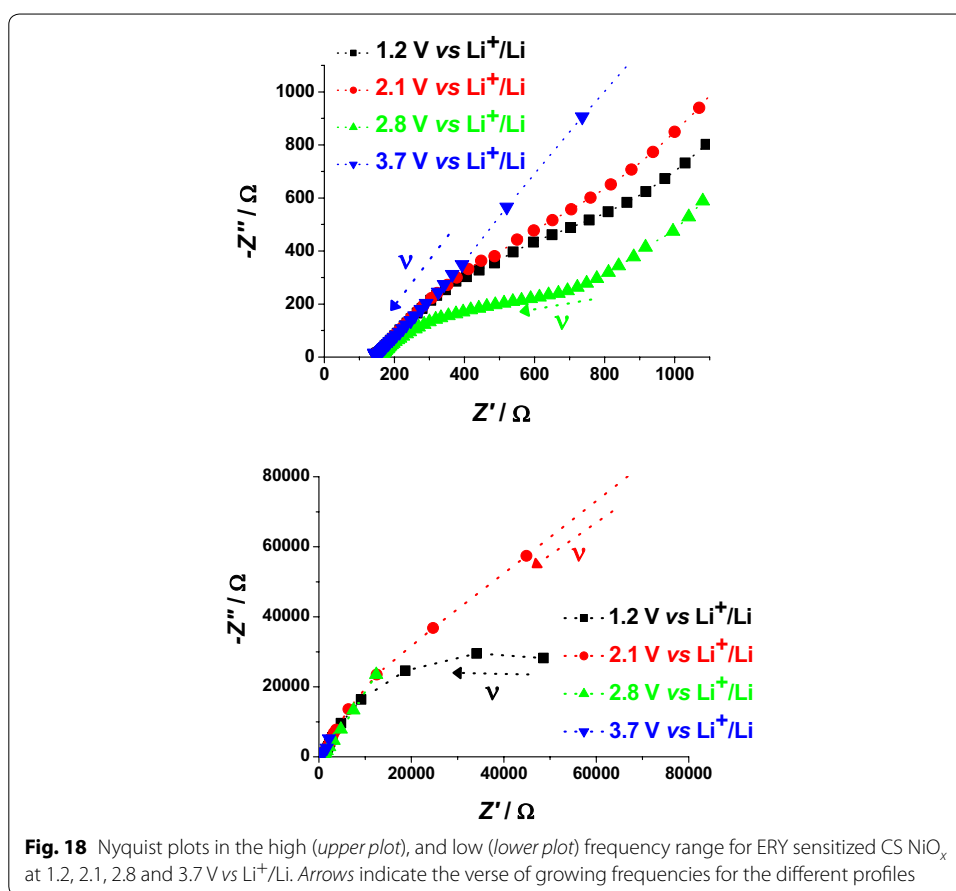 1.2 V vs Li+/Li
2.1 V vs Li+/Li
2.8 V vs Li+/Li
3.7 V vs Li+/Li
1000
800
600
400
200
0
-Z'' / Ω
ν
ν
0 200 400 600 800 1000
Z' / Ω
80000
60000
40000
20000
0
-Z'' / Ω
ν
ν
1.2 V vs Li+/Li
2.1 V vs Li+/Li
2.8 V vs Li+/Li
3.7 V vs Li+/Li
0 20000 40000 60000 80000
Z' / Ω
Fig. 18 Nyquist plots in the high (upper plot), and low (lower plot) frequency range for ERY sensitized CS NiOx
at 1.2, 2.1, 2.8 and 3.7 V vs Li+/Li. Arrows indicate the verse of growing frequencies for the different profiles